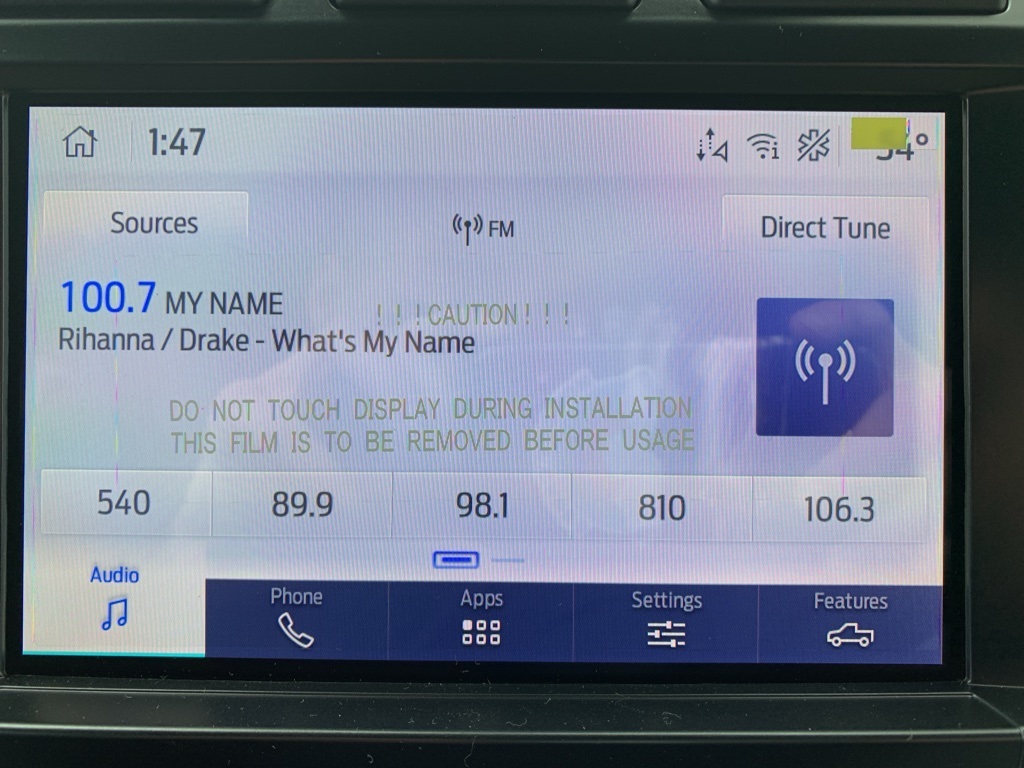 1:47
Sources
FM
Direct Tune
100.7 MY NAME
! ! ! CAUTION ! ! !
Rihanna / Drake - What's My Name
DO NOT TOUCH DISPLAY DURING INSTALLATION
THIS FILM IS TO BE REMOVED BEFORE USAGE
540
89.9
98.1
810
106.3
Audio
Phone
Apps
Settings
Features